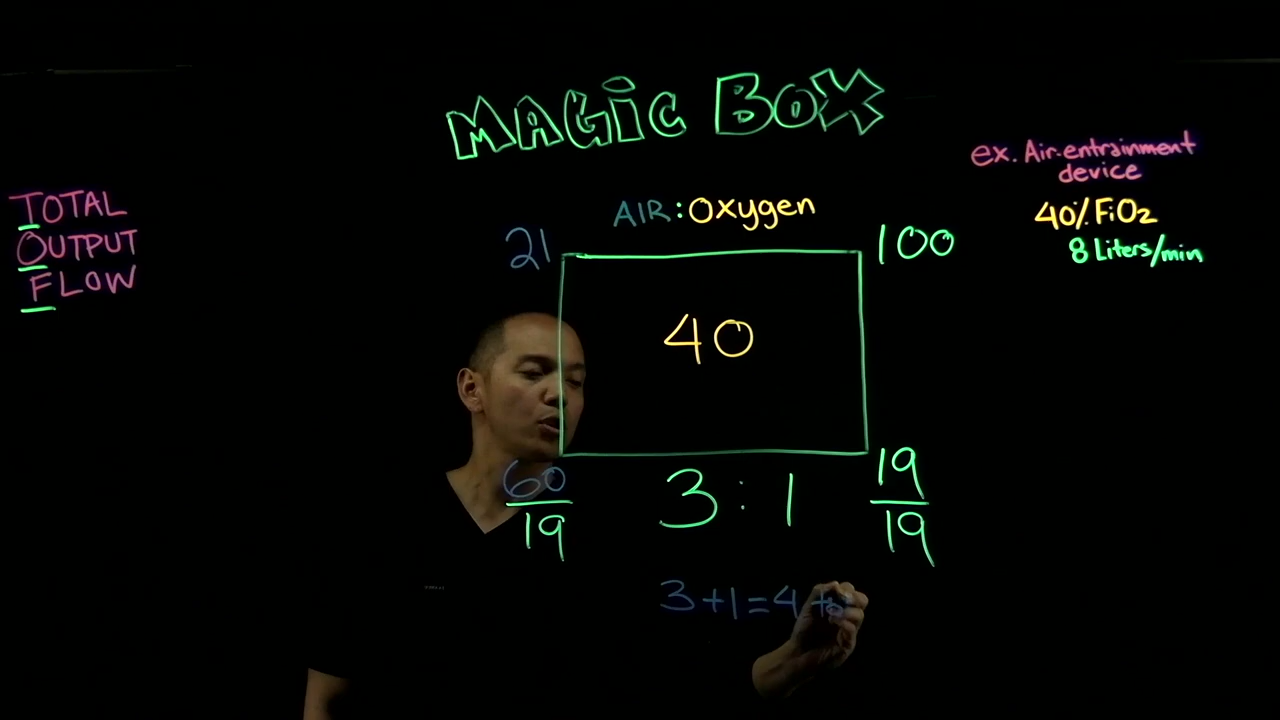 MAGIC BOX
ex. Air-entrainment
device
TOTAL
OUTPUT
FLOW
AIR:Oxygen
40% FiO2
8 Liters/min
21
100
40
60
19
3:1
19
19
3+1=4